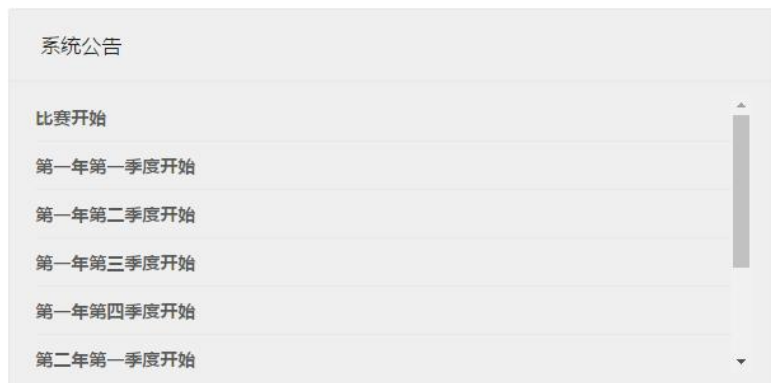 系统公告
比赛开始
第一年第一季度开始
第一年第二季度开始
第一年第三季度开始
第一年第四季度开始
第二年第一季度开始